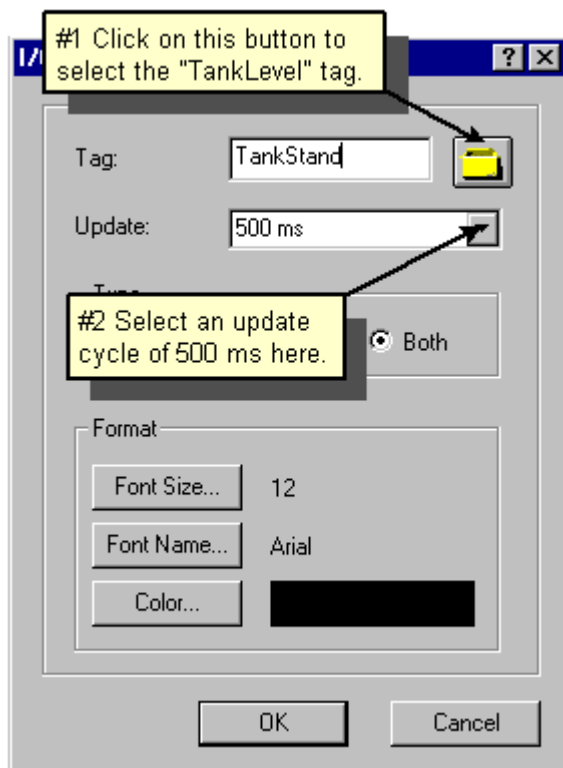 #1 Click on this button to
select the "TankLevel" tag.
Tag:
TankStand
Update:
500 ms
#2 Select an update
cycle of 500 ms here.
Both
Format
Font Size...
12
Font Name...
Arial
Color...
OK
Cancel